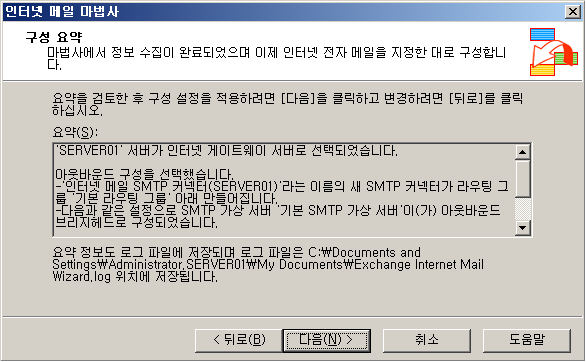 인터넷 메일 마법사
구성 요약
마법사에서 정보 수집이 완료되었으며 이제 인터넷 전자 메일을 지정한 대로 구성합니
다.
요약을 검토한 후 구성 설정을 적용하려면 [다음]을 클릭하고 변경하려면 [뒤로]를 클릭
하십시오.
요약(S):
'SERVER01' 서버가 인터넷 게이트웨이 서버로 선택되었습니다.
아웃바운드 구성을 선택했습니다.
-'인터넷 메일 SMTP 커넥터(SERVER01)'라는 이름의 새 SMTP 커넥터가 라우팅 그
룹 '기본 라우팅 그룹' 아래 만들어집니다.
-다음과 같은 설정으로 SMTP 가상 서버 '기본 SMTP 가상 서버'이(가) 아웃바운드
브리지헤드로 구성되었습니다.
요약 정보도 로그 파일에 저장되며 로그 파일은 C:₩Documents and
Settings₩Administrator.SERVER01₩My Documents₩Exchange Internet Mail
Wizard.log 위치에 저장됩니다.
< 뒤로(B) 다음(N) > 취소 도움말